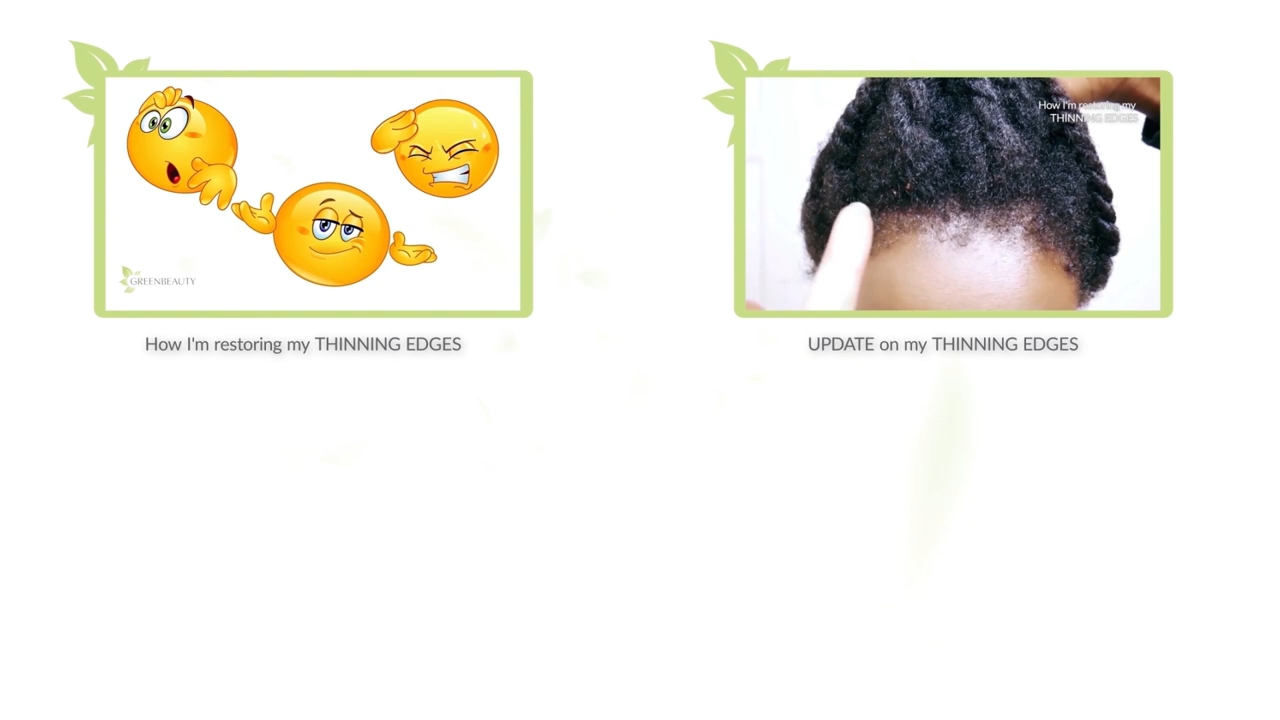 How I'm restoring my
THINNING EDGES
GREENBEAUTY
How I'm restoring my THINNING EDGES
UPDATE on my THINNING EDGES